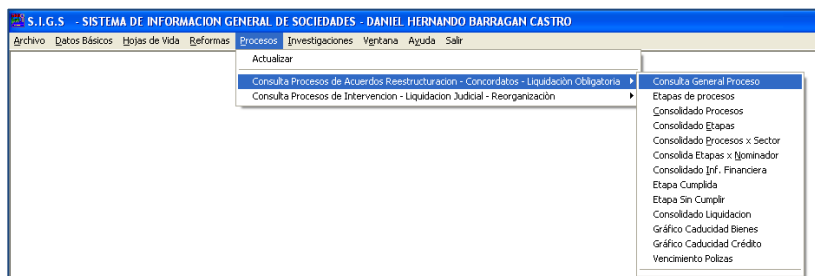 S.I.G.S - SISTEMA DE INFORMACION GENERAL DE SOCIEDADES - DANIEL HERNANDO BARRAGAN CASTRO
Archivo Datos Básicos Hojas de Vida Reformas Procesos Investigaciones Ventana Ayuda Salir
Actualizar
Consulta Procesos de Acuerdos Reestructuracion - Concordatos - Liquidaciòn Obligatoria
Consulta Procesos de Intervencion - Liquidacion Judicial - Reorganizaciòn
Consulta General Proceso
Etapas de procesos
Consolidado Procesos
Consolidado Etapas
Consolidado Procesos x Sector
Consolida Etapas x Nominador
Consolidado Inf. Financiera
Etapa Cumplida
Etapa Sin Cumplir
Consolidado Liquidacion
Gráfico Caducidad Bienes
Gráfico Caducidad Crédito
Vencimiento Polizas